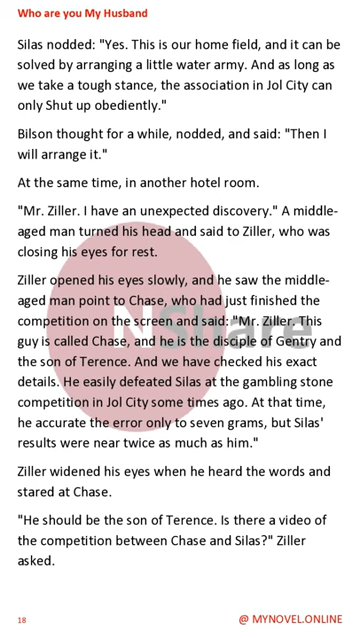 Who are you My Husband
Silas nodded: "Yes. This is our home field, and it can be
solved by arranging a little water army. And as long as
we take a tough stance, the association in Jol City can
only Shut up obediently."
Bilson thought for a while, nodded, and said: "Then I
will arrange it."
At the same time, in another hotel room.
"Mr. Ziller. I have an unexpected discovery." A middle-
aged man turned his head and said to Ziller, who was
closing his eyes for rest.
Ziller opened his eyes slowly, and he saw the middle-
aged man point to Chase, who had just finished the
competition on the screen and said: "Mr. Ziller. This
guy is called Chase, and he is the disciple of Gentry and
the son of Terence. And we have checked his exact
details. He easily defeated Silas at the gambling stone
competition in Jol City some times ago. At that time,
he accurate the error only to seven grams, but Silas'
results were near twice as much as him."
Ziller widened his eyes when he heard the words and
stared at Chase.
"He should be the son of Terence. Is there a video of
the competition between Chase and Silas?" Ziller
asked.
NShare
18
@ MYNOVEL.ONLINE